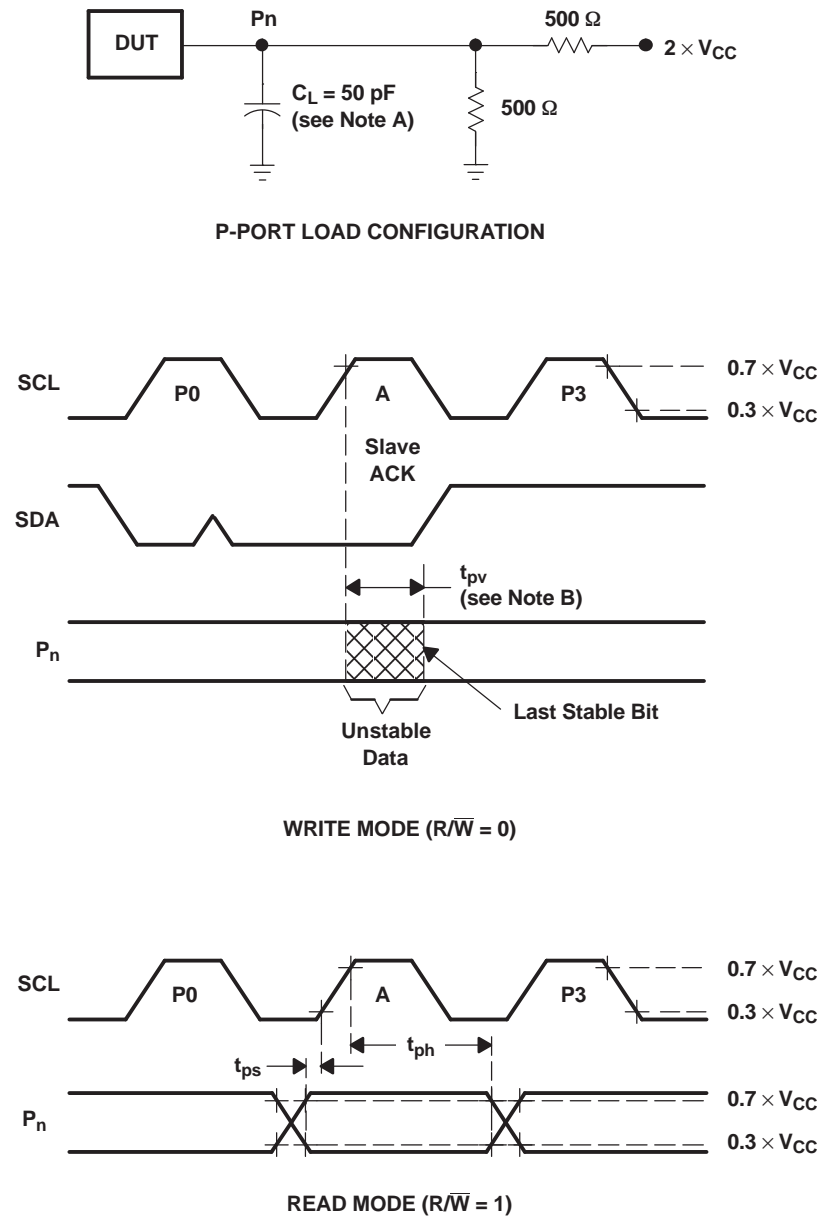 Pn
500 Ω
DUT
2 × VCC
CL = 50 pF
(see Note A)
500 Ω
P-PORT LOAD CONFIGURATION
SCL
P0
A
P3
0.7 × VCC
0.3 × VCC
Slave
ACK
SDA
tpv
(see Note B)
Pn
Last Stable Bit
Unstable
Data
WRITE MODE (R/W̅ = 0)
SCL
P0
A
P3
0.7 × VCC
0.3 × VCC
tph
tps
Pn
0.7 × VCC
0.3 × VCC
READ MODE (R/W̅ = 1)